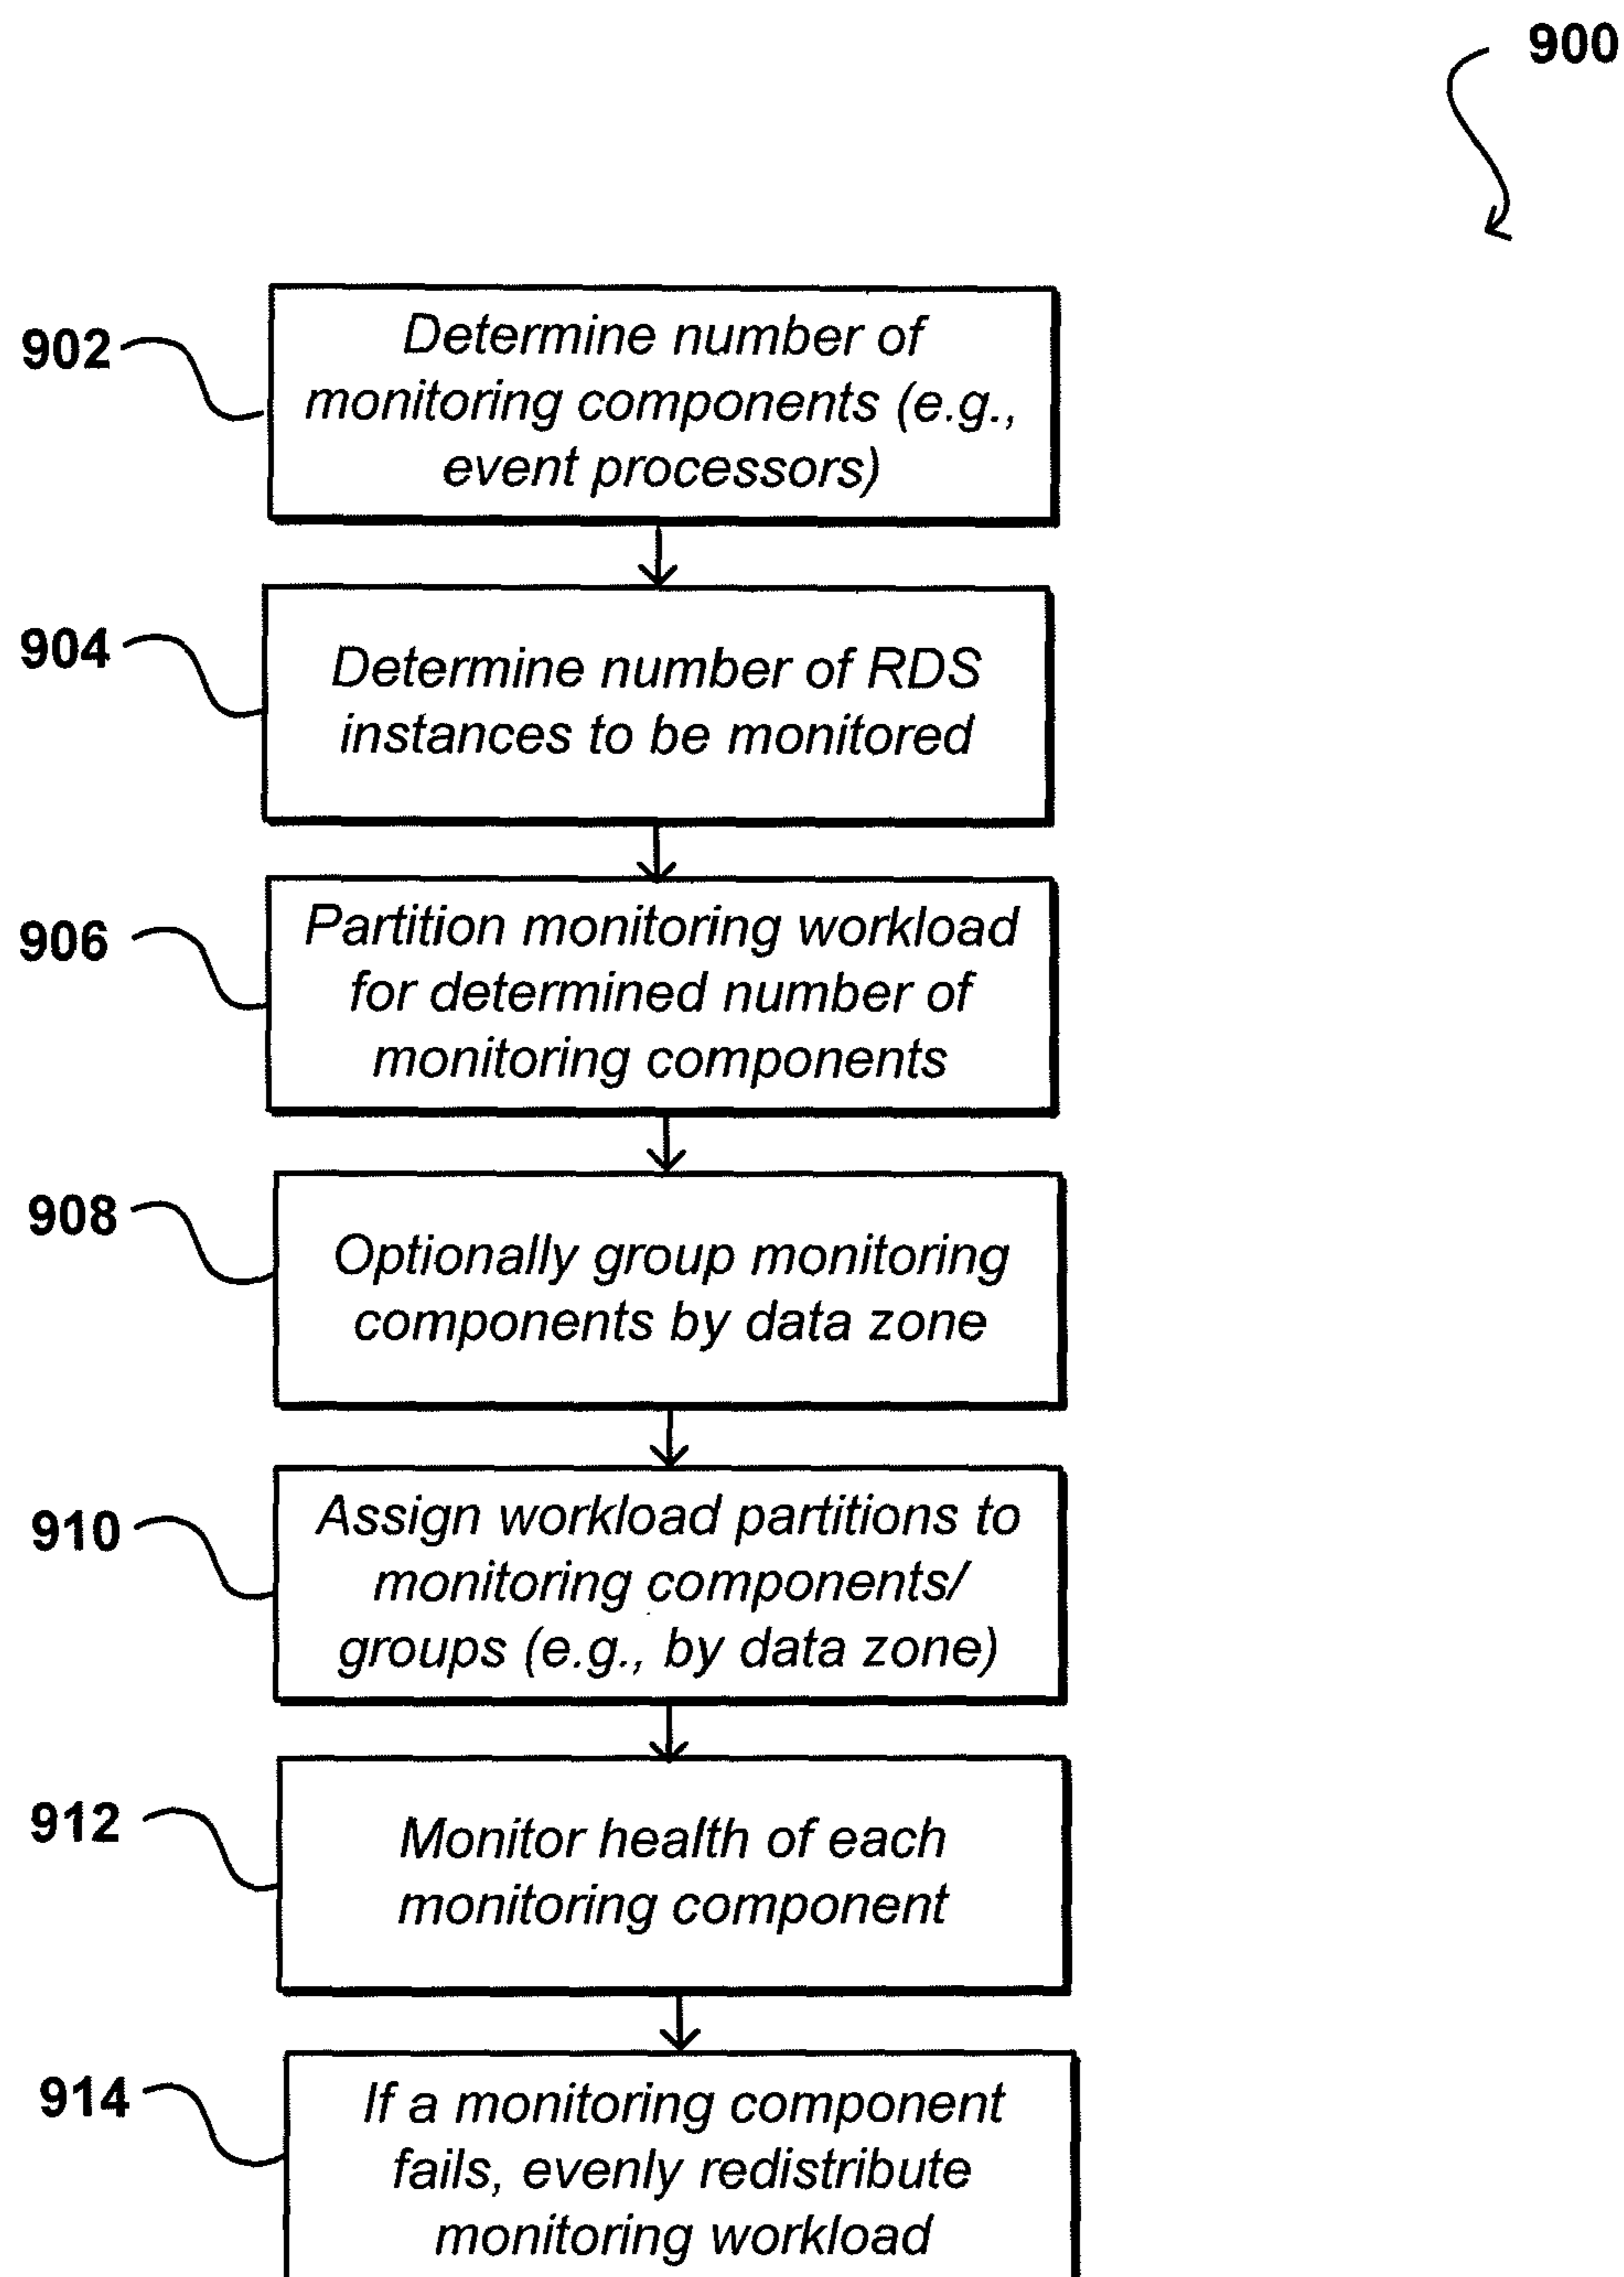 900
902
Determine number of
monitoring components (e.g.,
event processors)
904
Determine number of RDS
instances to be monitored
906
Partition monitoring workload
for determined number of
monitoring components
908
Optionally group monitoring
components by data zone
910
Assign workload partitions to
monitoring components/
groups (e.g., by data zone)
912
Monitor health of each
monitoring component
914
If a monitoring component
fails, evenly redistribute
monitoring workload